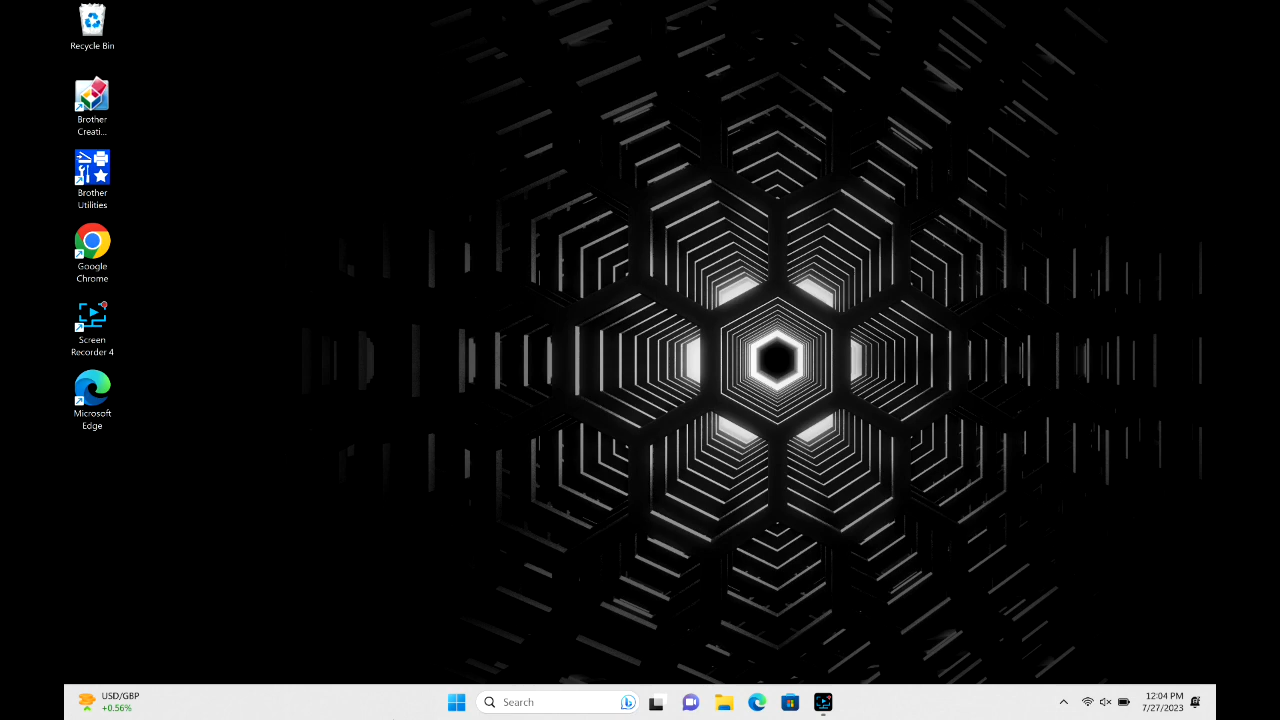 Recycle Bin
Brother
Creati...
Brother
Utilities
Google
Chrome
Screen
Recorder 4
Microsoft
Edge
USD/GBP
+0.56%
Search
12:04 PM
7/27/2023